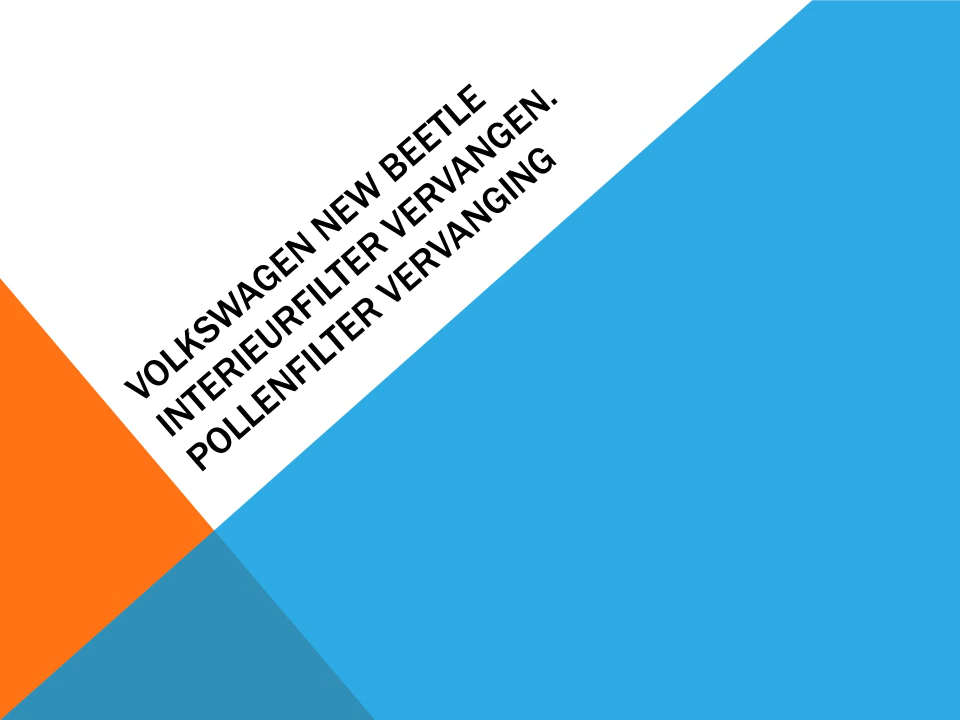 VOLKSWAGEN NEW BEETLE
INTERIEURFILTER VERVANGEN.
POLLENFILTER VERVANGING